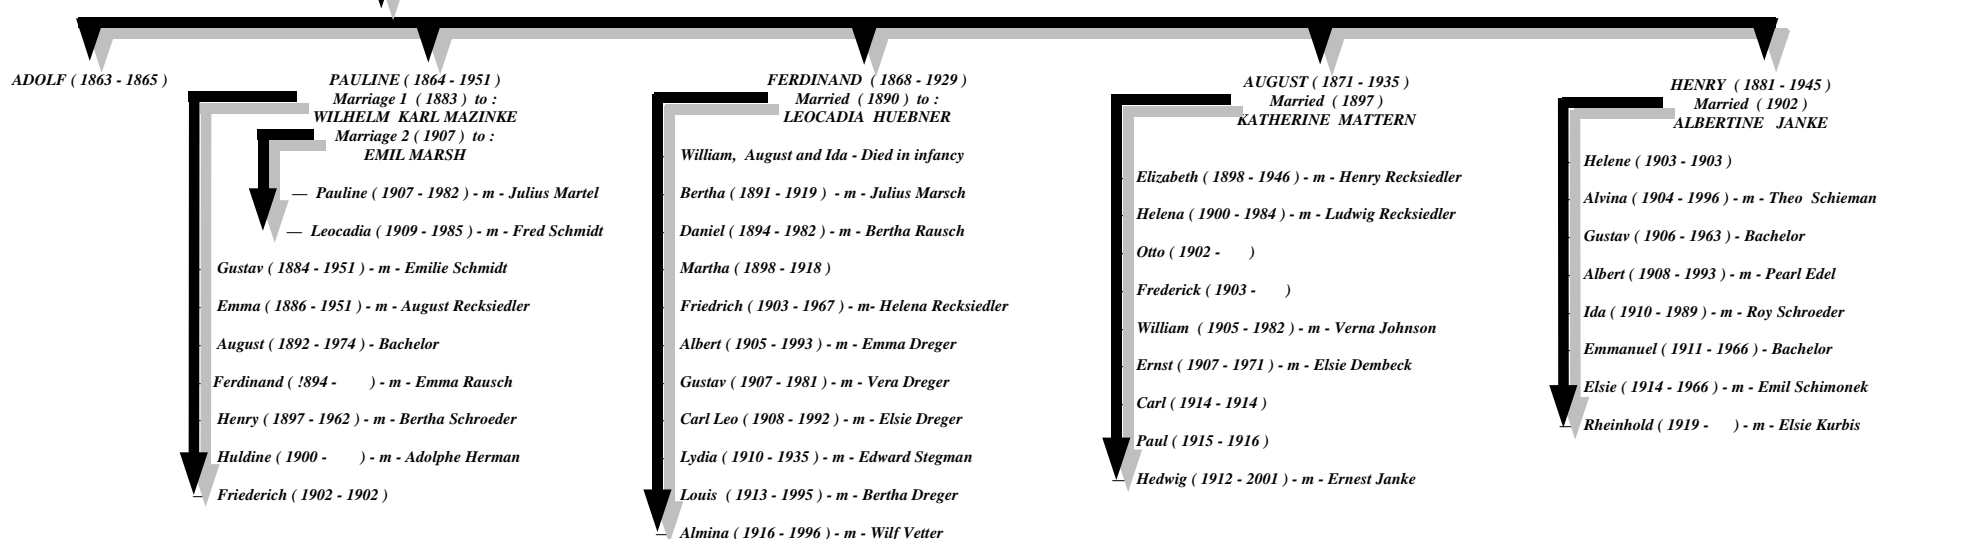 ADOLF ( 1863 - 1865 )
PAULINE ( 1864 - 1951 )
Marriage 1 ( 1883 ) to :
WILHELM KARL MAZINKE
Marriage 2 ( 1907 ) to :
EMIL MARSH
— Pauline ( 1907 - 1982 ) - m - Julius Martel
— Leocadia ( 1909 - 1985 ) - m - Fred Schmidt
Gustav ( 1884 - 1951 ) - m - Emilie Schmidt
Emma ( 1886 - 1951 ) - m - August Recksiedler
August ( 1892 - 1974 ) - Bachelor
Ferdinand ( !894 - ) - m - Emma Rausch
Henry ( 1897 - 1962 ) - m - Bertha Schroeder
Huldine ( 1900 - ) - m - Adolphe Herman
Friederich ( 1902 - 1902 )
FERDINAND ( 1868 - 1929 )
Married ( 1890 ) to :
LEOCADIA HUEBNER
William, August and Ida - Died in infancy
Bertha ( 1891 - 1919 ) - m - Julius Marsch
Daniel ( 1894 - 1982 ) - m - Bertha Rausch
Martha ( 1898 - 1918 )
Friedrich ( 1903 - 1967 ) - m- Helena Recksiedler
Albert ( 1905 - 1993 ) - m - Emma Dreger
Gustav ( 1907 - 1981 ) - m - Vera Dreger
Carl Leo ( 1908 - 1992 ) - m - Elsie Dreger
Lydia ( 1910 - 1935 ) - m - Edward Stegman
Louis ( 1913 - 1995 ) - m - Bertha Dreger
Almina ( 1916 - 1996 ) - m - Wilf Vetter
AUGUST ( 1871 - 1935 )
Married ( 1897 )
KATHERINE MATTERN
Elizabeth ( 1898 - 1946 ) - m - Henry Recksiedler
Helena ( 1900 - 1984 ) - m - Ludwig Recksiedler
Otto ( 1902 - )
Frederick ( 1903 - )
William ( 1905 - 1982 ) - m - Verna Johnson
Ernst ( 1907 - 1971 ) - m - Elsie Dembeck
Carl ( 1914 - 1914 )
Paul ( 1915 - 1916 )
Hedwig ( 1912 - 2001 ) - m - Ernest Janke
HENRY ( 1881 - 1945 )
Married ( 1902 )
ALBERTINE JANKE
Helene ( 1903 - 1903 )
Alvina ( 1904 - 1996 ) - m - Theo Schieman
Gustav ( 1906 - 1963 ) - Bachelor
Albert ( 1908 - 1993 ) - m - Pearl Edel
Ida ( 1910 - 1989 ) - m - Roy Schroeder
Emmanuel ( 1911 - 1966 ) - Bachelor
Elsie ( 1914 - 1966 ) - m - Emil Schimonek
Rheinhold ( 1919 - ) - m - Elsie Kurbis